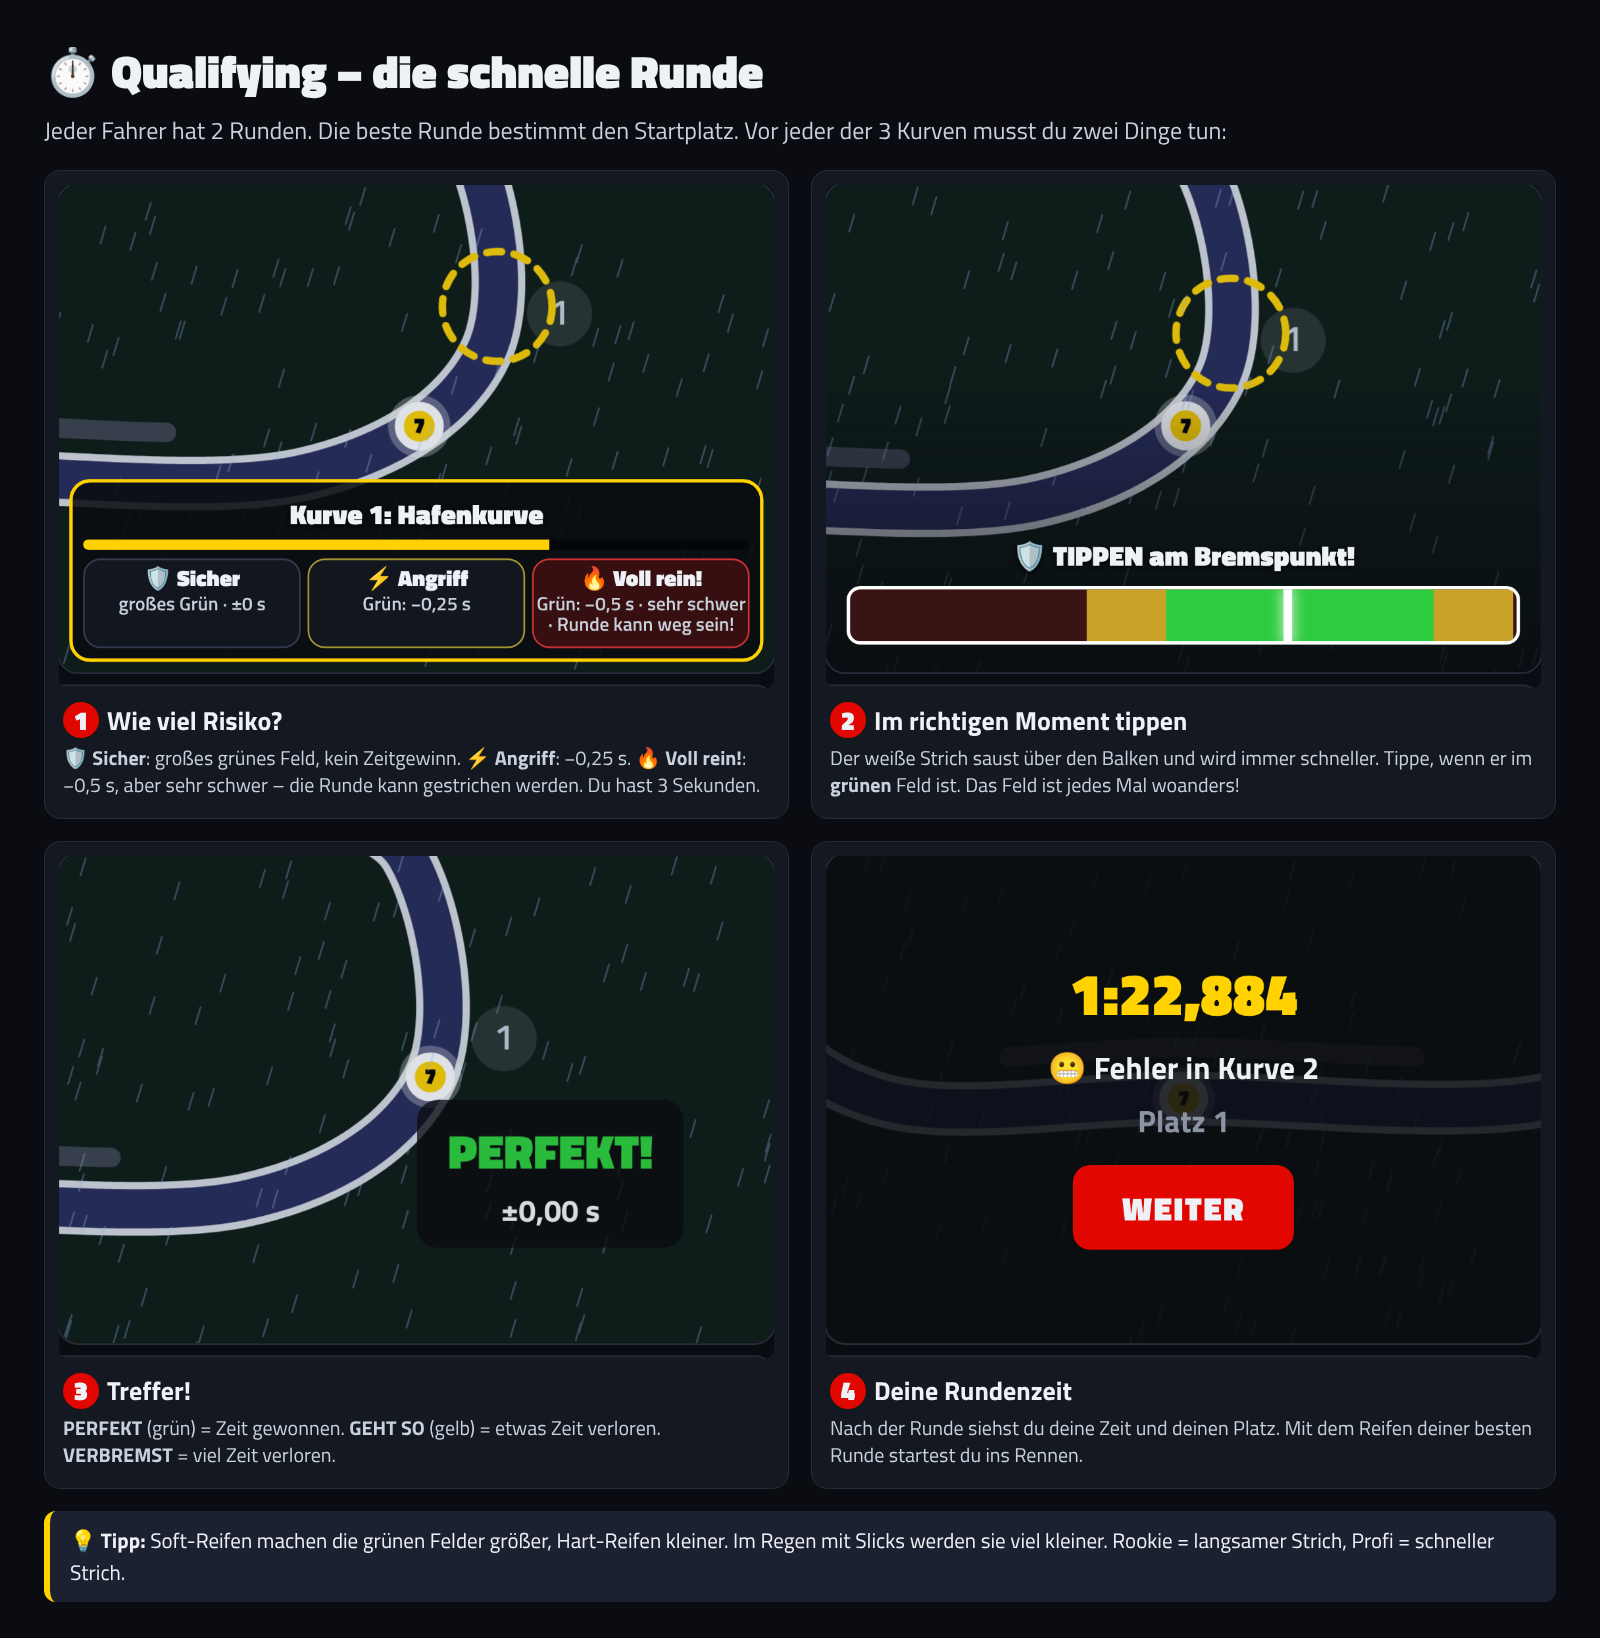 ⏱️ Qualifying – die schnelle Runde
Jeder Fahrer hat 2 Runden. Die beste Runde bestimmt den Startplatz. Vor jeder der 3 Kurven musst du zwei Dinge tun:
1
7
Kurve 1: Hafenkurve
🛡️ Sicher
großes Grün · ±0 s
⚡ Angriff
Grün: −0,25 s
🔥 Voll rein!
Grün: −0,5 s · sehr schwer
· Runde kann weg sein!
1 Wie viel Risiko?
🛡️ Sicher: großes grünes Feld, kein Zeitgewinn. ⚡ Angriff: −0,25 s. 🔥 Voll rein!:
−0,5 s, aber sehr schwer – die Runde kann gestrichen werden. Du hast 3 Sekunden.
1
7
🛡️ TIPPEN am Bremspunkt!
2 Im richtigen Moment tippen
Der weiße Strich saust über den Balken und wird immer schneller. Tippe, wenn er im
grünen Feld ist. Das Feld ist jedes Mal woanders!
1
7
PERFEKT!
±0,00 s
3 Treffer!
PERFEKT (grün) = Zeit gewonnen. GEHT SO (gelb) = etwas Zeit verloren.
VERBREMST = viel Zeit verloren.
1:22,884
😬 Fehler in Kurve 2
7
Platz 1
WEITER
4 Deine Rundenzeit
Nach der Runde siehst du deine Zeit und deinen Platz. Mit dem Reifen deiner besten
Runde startest du ins Rennen.
💡 Tipp: Soft-Reifen machen die grünen Felder größer, Hart-Reifen kleiner. Im Regen mit Slicks werden sie viel kleiner. Rookie = langsamer Strich, Profi = schneller
Strich.